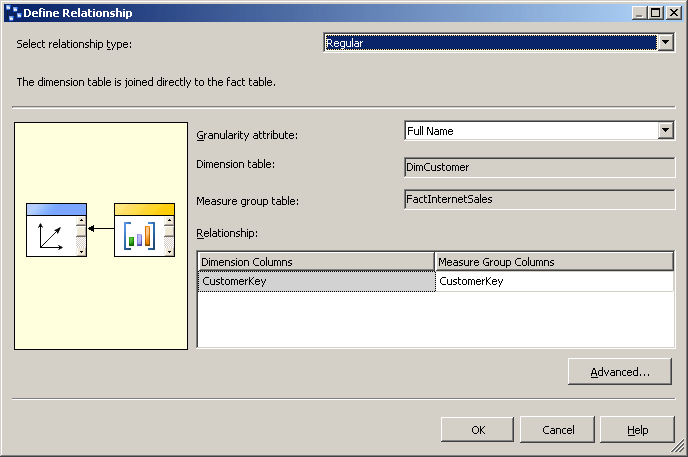 Define Relationship
Select relationship type:
Regular
The dimension table is joined directly to the fact table.
Granularity attribute:
Full Name
Dimension table:
DimCustomer
Measure group table:
FactInternetSales
Relationship:
Dimension Columns
Measure Group Columns
CustomerKey
CustomerKey
Advanced...
OK
Cancel
Help